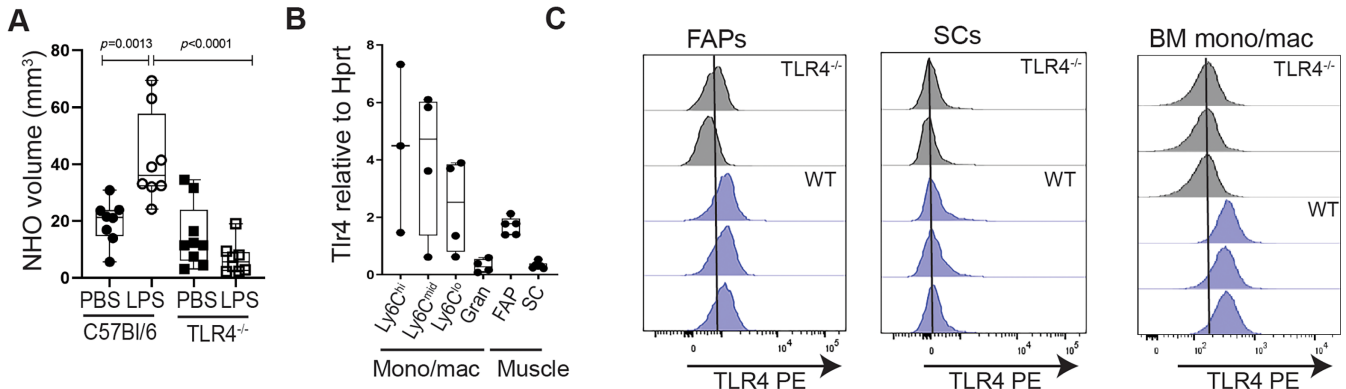 A
B
C
p=0.0013
p<0.0001
NHO volume (mm³)
80
60
40
20
0
PBS LPS PBS LPS
C57Bl/6 TLR4⁻/⁻
Tlr4 relative to Hprt
8
6
4
2
0
Ly6Cʰⁱ
Ly6Cᵐⁱᵈ
Ly6Cˡᵒ
Gran
FAP
SC
Mono/mac Muscle
FAPs
TLR4⁻/⁻
WT
0 10⁴ 10⁵
TLR4 PE
SCs
TLR4⁻/⁻
WT
0 10⁴ 10⁵
TLR4 PE
BM mono/mac
TLR4⁻/⁻
WT
0 10² 10³ 10⁴
TLR4 PE